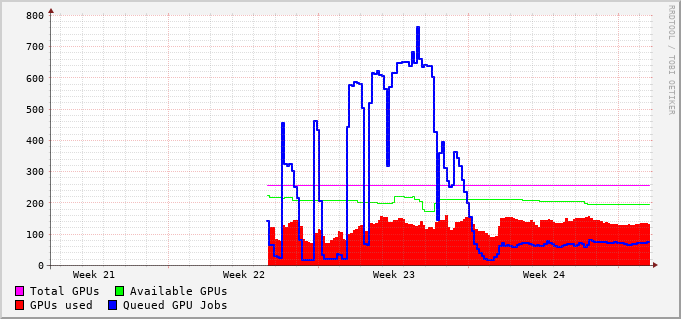 800
700
600
500
400
300
200
100
0
Week 21 Week 22 Week 23 Week 24
Total GPUs Available GPUs
GPUs used Queued GPU Jobs
RRDTOOL / TOBI OETIKER